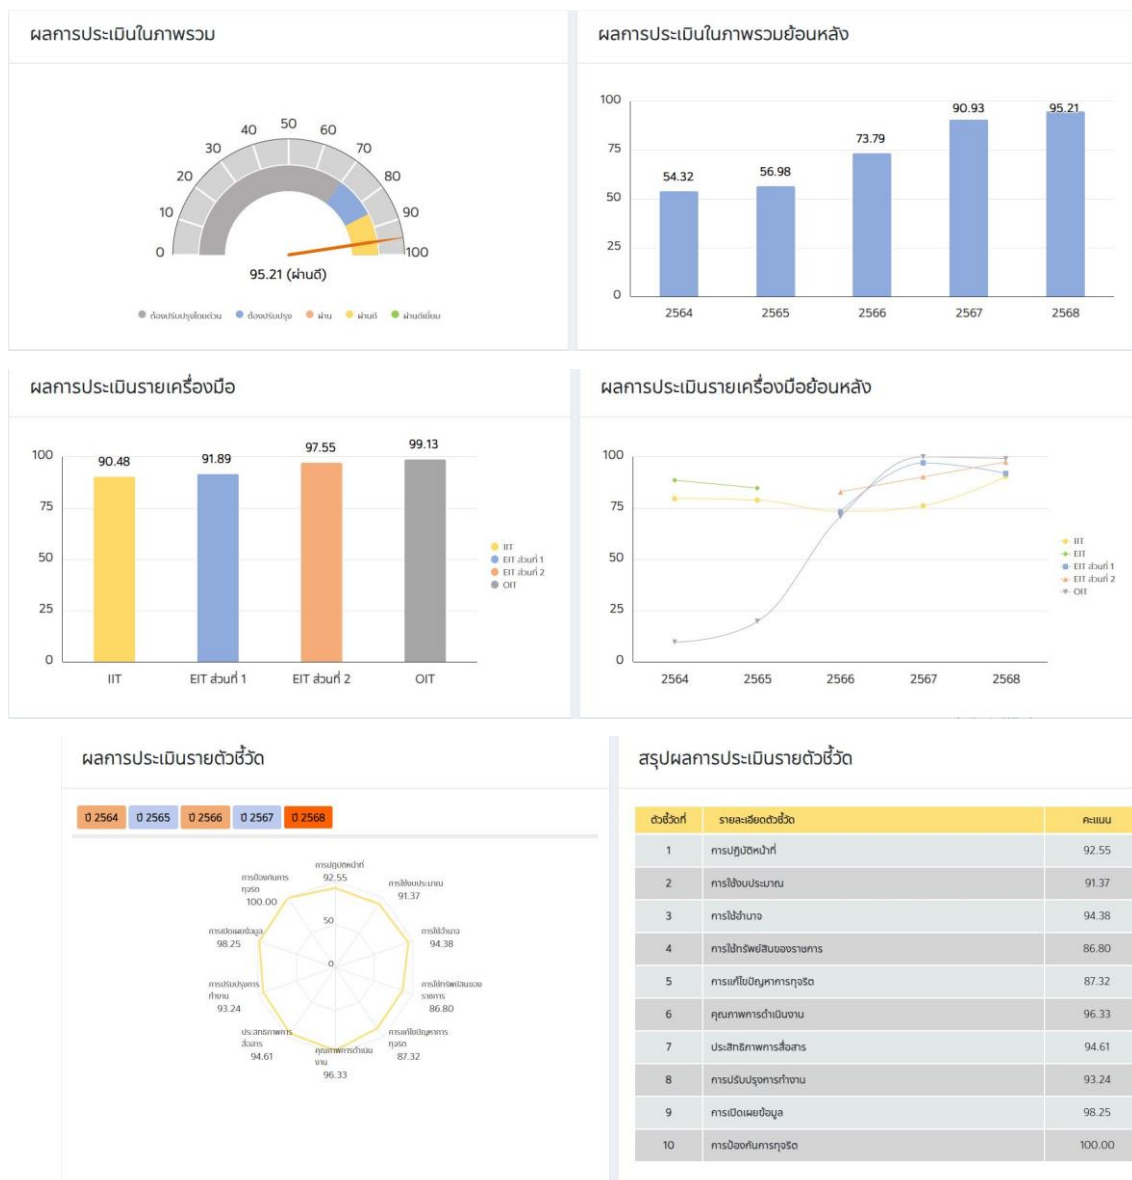 ผลการประเมินในภาพรวม
0
10
20
30
40
50
60
70
80
90
100
95.21 (ผ่านดี)
ต้องปรับปรุงโดยด่วน ต้องปรับปรุง ผ่าน ผ่านดี ผ่านดีเยี่ยม
ผลการประเมินในภาพรวมย้อนหลัง
100
75
50
25
0
54.32 56.98 73.79 90.93 95.21
2564 2565 2566 2567 2568
ผลการประเมินรายเครื่องมือ
100
75
50
25
0
90.48 91.89 97.55 99.13
IIT EIT ส่วนที่ 1 EIT ส่วนที่ 2 OIT
IIT
EIT ส่วนที่ 1
EIT ส่วนที่ 2
OIT
ผลการประเมินรายเครื่องมือย้อนหลัง
100
75
50
25
0
2564 2565 2566 2567 2568
IIT
EIT
EIT ส่วนที่ 1
EIT ส่วนที่ 2
OIT
ผลการประเมินรายตัวชี้วัด
ปี 2564 ปี 2565 ปี 2566 ปี 2567 ปี 2568
การปฏิบัติหน้าที่
92.55
การใช้งบประมาณ
91.37
การใช้อำนาจ
94.38
การใช้ทรัพย์สินของ
ราชการ
86.80
การแก้ไขปัญหาการ
ทุจริต
87.32
คุณภาพการดำเนิน
งาน
96.33
ประสิทธิภาพการ
สื่อสาร
94.61
การปรับปรุงการ
ทำงาน
93.24
การเปิดเผยข้อมูล
98.25
การป้องกันการ
ทุจริต
100.00
50
0
สรุปผลการประเมินรายตัวชี้วัด
ตัวชี้วัดที่ รายละเอียดตัวชี้วัด คะแนน
1 การปฏิบัติหน้าที่ 92.55
2 การใช้งบประมาณ 91.37
3 การใช้อำนาจ 94.38
4 การใช้ทรัพย์สินของราชการ 86.80
5 การแก้ไขปัญหาการทุจริต 87.32
6 คุณภาพการดำเนินงาน 96.33
7 ประสิทธิภาพการสื่อสาร 94.61
8 การปรับปรุงการทำงาน 93.24
9 การเปิดเผยข้อมูล 98.25
10 การป้องกันการทุจริต 100.00